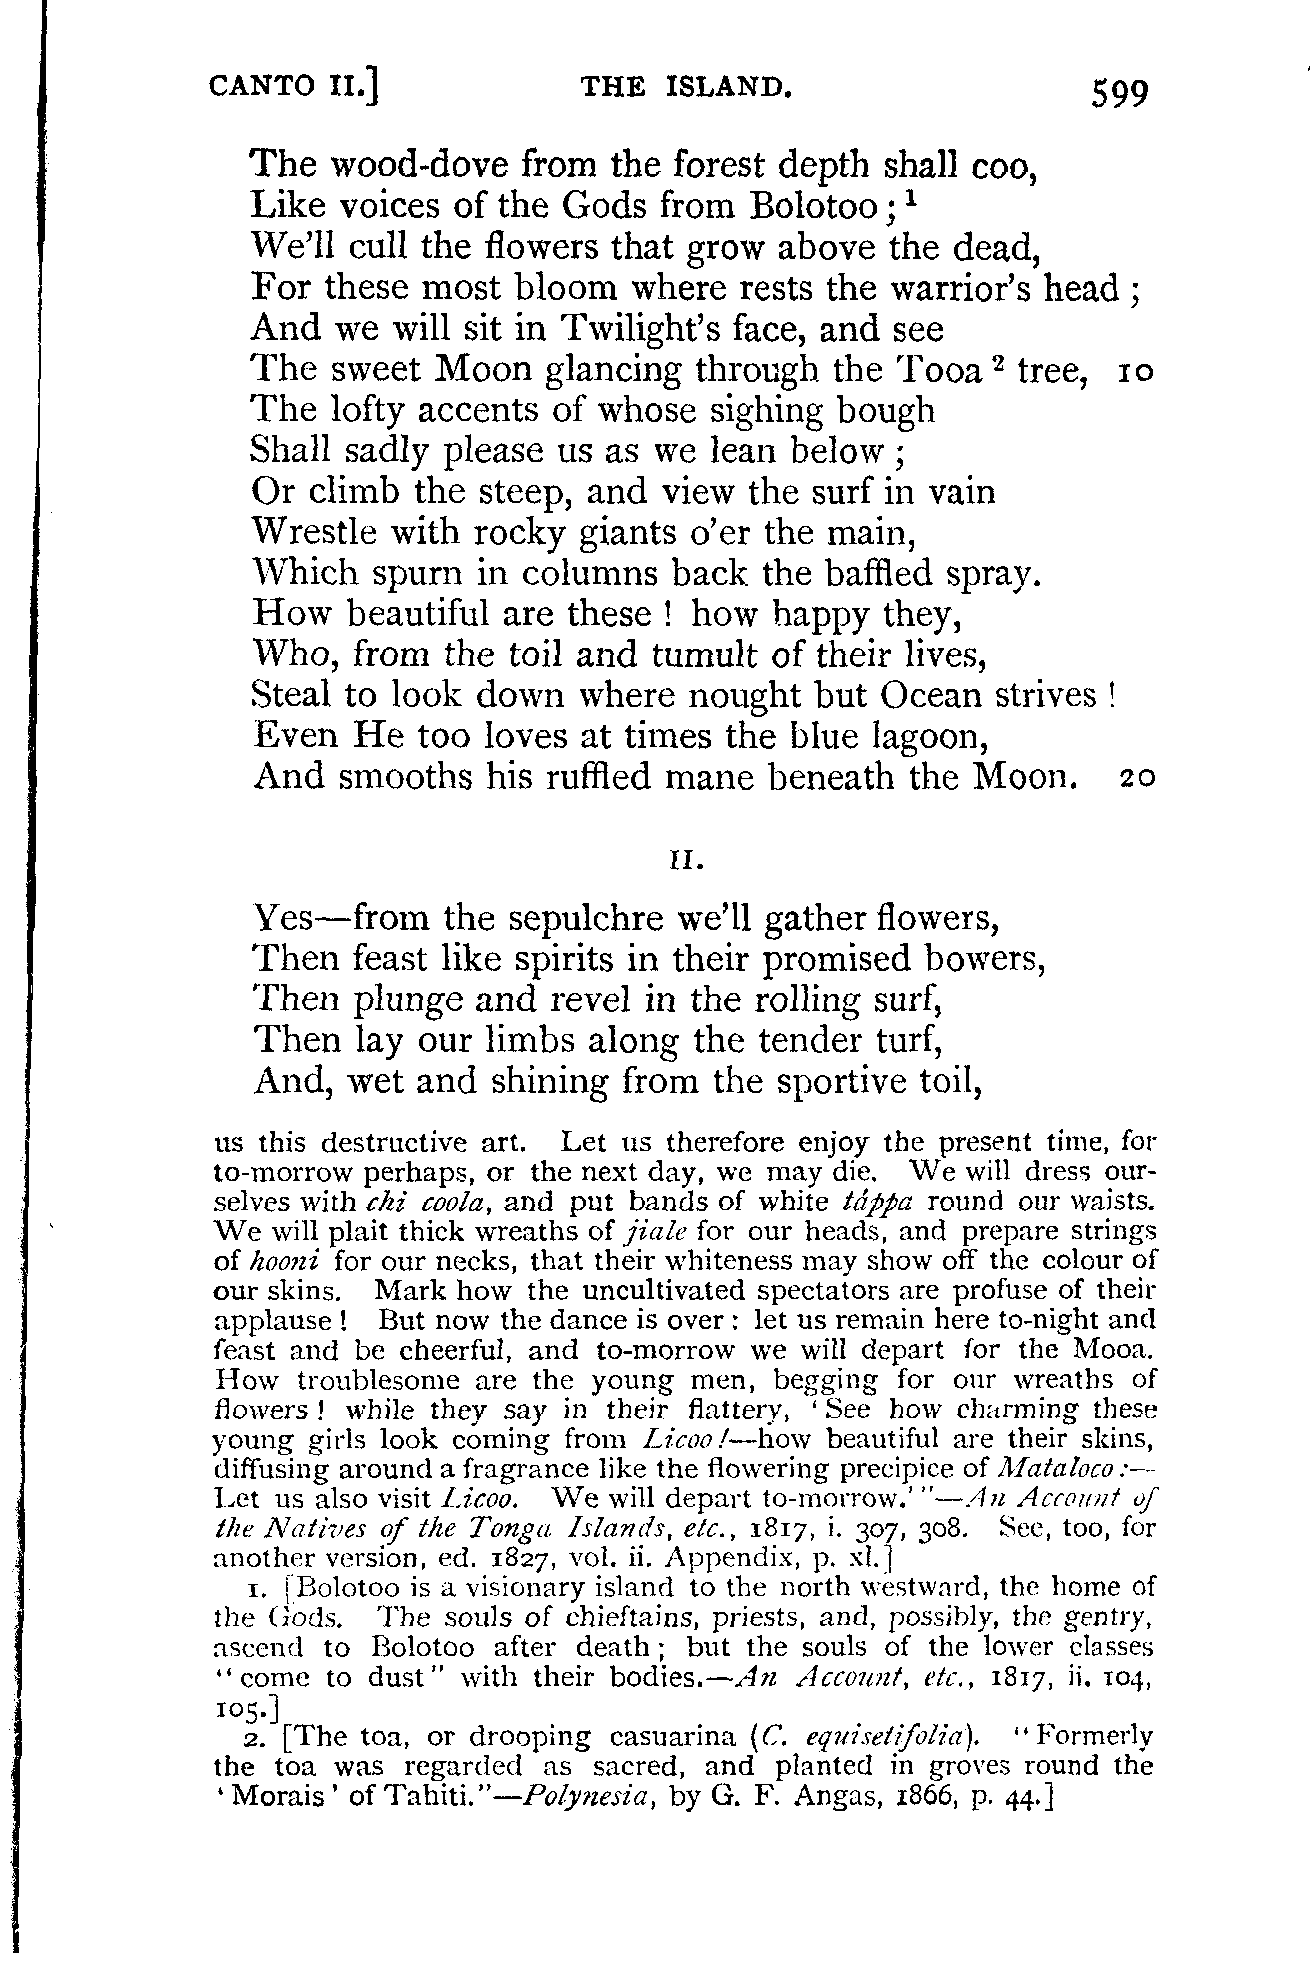 CANTO II.] THE ISLAND. 599
The wood-dove from the forest depth shall coo,
Like voices of the Gods from Bolotoo; ¹
We'll cull the flowers that grow above the dead,
For these most bloom where rests the warrior's head;
And we will sit in Twilight's face, and see
The sweet Moon glancing through the Tooa ² tree, 10
The lofty accents of whose sighing bough
Shall sadly please us as we lean below;
Or climb the steep, and view the surf in vain
Wrestle with rocky giants o'er the main,
Which spurn in columns back the baffled spray.
How beautiful are these! how happy they,
Who, from the toil and tumult of their lives,
Steal to look down where nought but Ocean strives!
Even He too loves at times the blue lagoon,
And smooths his ruffled mane beneath the Moon. 20
II.
Yes—from the sepulchre we'll gather flowers,
Then feast like spirits in their promised bowers,
Then plunge and revel in the rolling surf,
Then lay our limbs along the tender turf,
And, wet and shining from the sportive toil,
us this destructive art. Let us therefore enjoy the present time, for
to-morrow perhaps, or the next day, we may die. We will dress our-
selves with chi coola, and put bands of white táppa round our waists.
We will plait thick wreaths of jiale for our heads, and prepare strings
of hooni for our necks, that their whiteness may show off the colour of
our skins. Mark how the uncultivated spectators are profuse of their
applause! But now the dance is over: let us remain here to-night and
feast and be cheerful, and to-morrow we will depart for the Mooa.
How troublesome are the young men, begging for our wreaths of
flowers! while they say in their flattery, 'See how charming these
young girls look coming from Licoo!—how beautiful are their skins,
diffusing around a fragrance like the flowering precipice of Mataloco:—
Let us also visit Licoo. We will depart to-morrow.'"—An Account of
the Natives of the Tonga Islands, etc., 1817, i. 307, 308. See, too, for
another version, ed. 1827, vol. ii. Appendix, p. xl.]
1. [Bolotoo is a visionary island to the north westward, the home of
the Gods. The souls of chieftains, priests, and, possibly, the gentry,
ascend to Bolotoo after death; but the souls of the lower classes
"come to dust" with their bodies.—An Account, etc., 1817, ii. 104,
105.]
2. [The toa, or drooping casuarina (C. equisetifolia). "Formerly
the toa was regarded as sacred, and planted in groves round the
'Morais' of Tahiti."—Polynesia, by G. F. Angas, 1866, p. 44.]